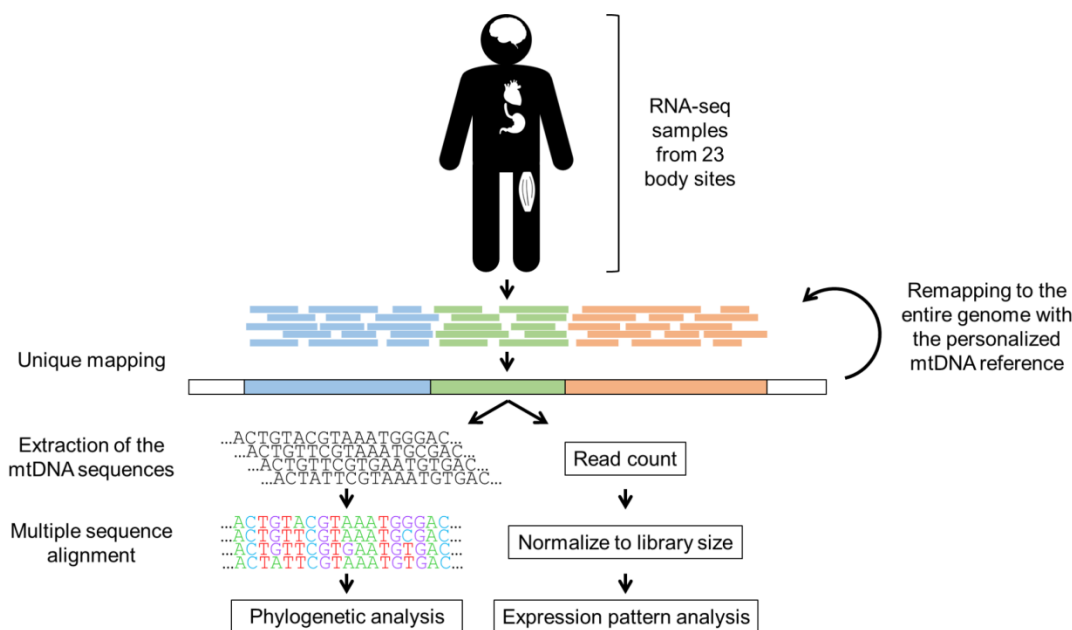 RNA-seq
samples
from 23
body sites
Remapping to the
entire genome with
the personalized
mtDNA reference
Unique mapping
Extraction of the
mtDNA sequences
...ACTGTACGTAAATGGGAC...
...ACTGTTCGTAAATGCGAC...
...ACTGTTCGTGAATGTGAC...
...ACTATTCGTAAATGTGAC...
Read count
Multiple sequence
alignment
...ACTGTACGTAAATGGGAC...
...ACTGTTCGTAAATGCGAC...
...ACTGTTCGTGAATGTGAC...
...ACTATTCGTAAATGTGAC...
Normalize to library size
Phylogenetic analysis
Expression pattern analysis